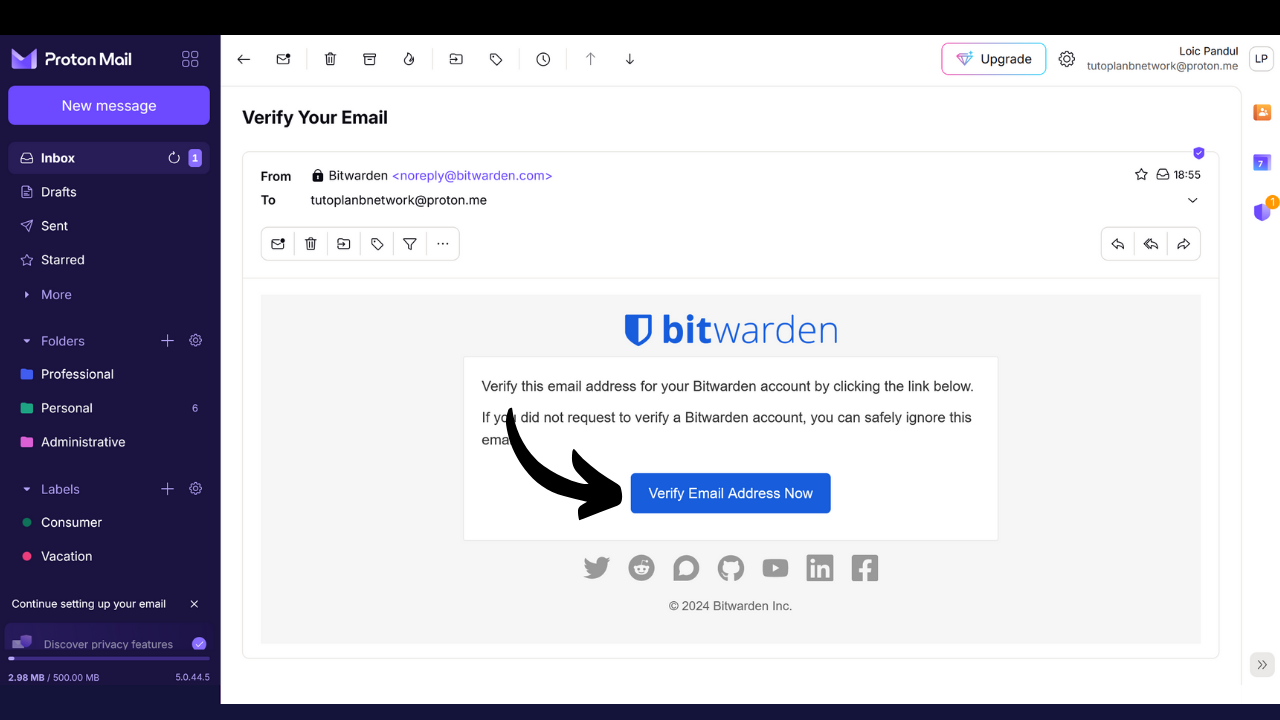 Proton Mail
New message
Inbox
1
Drafts
Sent
Starred
More
Folders
Professional
Personal
6
Administrative
Labels
Consumer
Vacation
Continue setting up your email
Discover privacy features
2.98 MB / 500.00 MB
5.0.44.5
Upgrade
Loic Pandul
tutoplanbnetwork@proton.me
LP
Verify Your Email
From Bitwarden <noreply@bitwarden.com>
18:55
To tutoplanbnetwork@proton.me
bitwarden
Verify this email address for your Bitwarden account by clicking the link below.
If you did not request to verify a Bitwarden account, you can safely ignore this
Verify Email Address Now
in
© 2024 Bitwarden Inc.
7
1